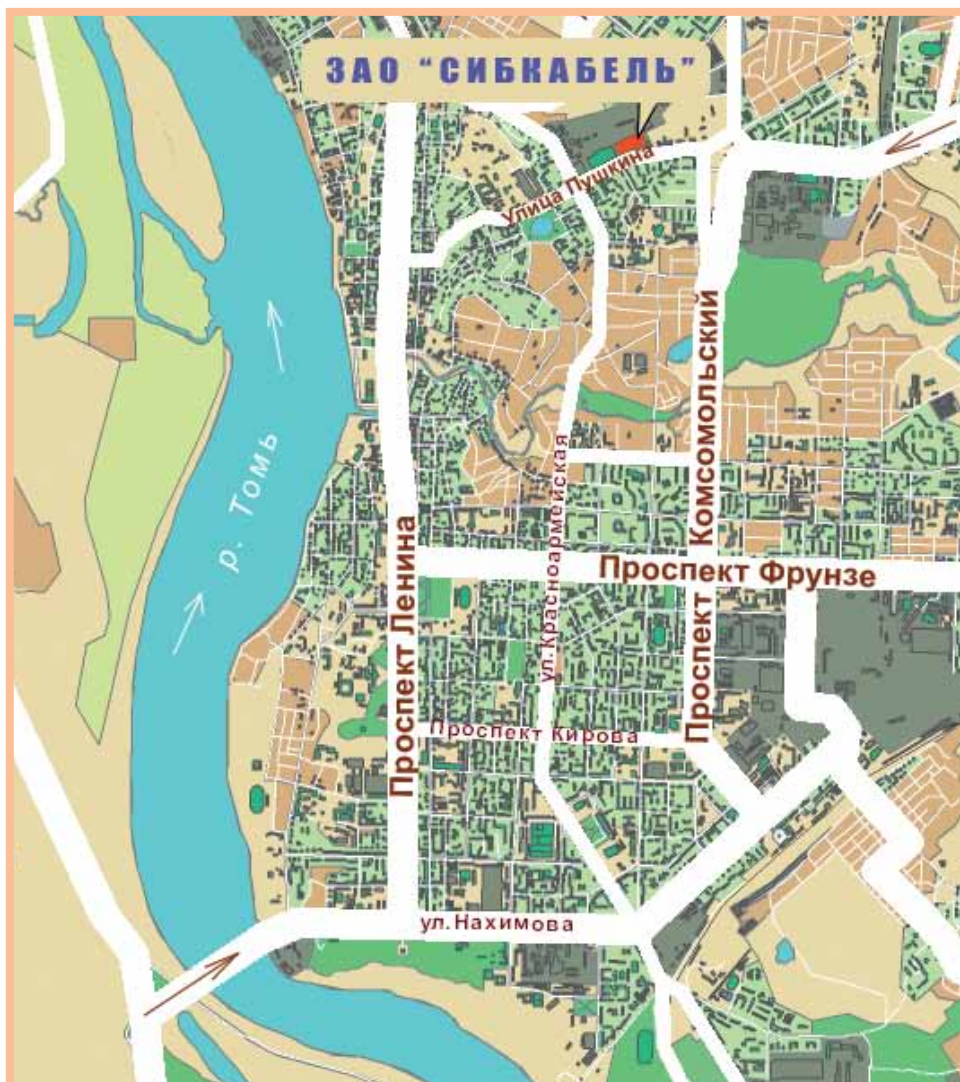 ЗАО “СИБКАБЕЛЬ”
Улица Пушкина
Проспект Комсомольский
р. Томь
ул.Красноармейская
Проспект Ленина
Проспект Фрунзе
Проспект Кирова
ул.Нахимова